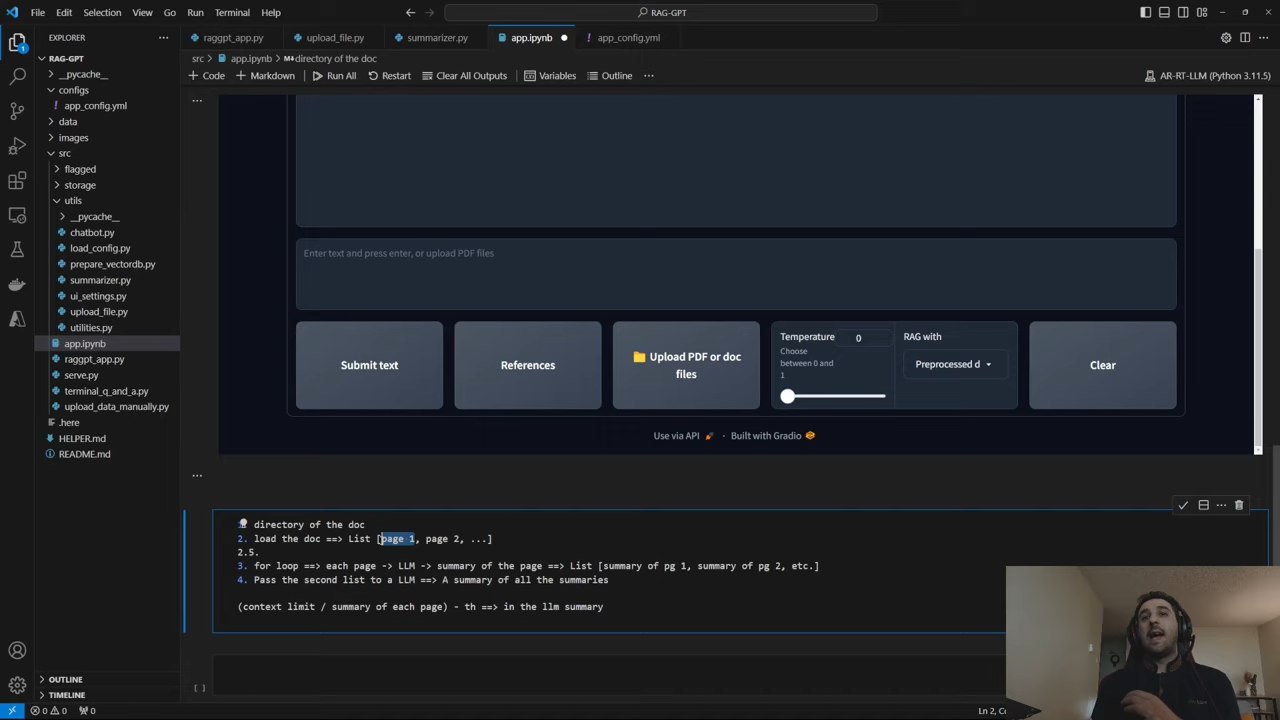 File Edit Selection View Go Run Terminal Help
RAG-GPT
EXPLORER
raggpt_app.py
upload_file.py
summarizer.py
app.ipynb
app_config.yml
src > app.ipynb > M↓ directory of the doc
+ Code + Markdown Run All Restart Clear All Outputs Variables Outline ...
AR-RT-LLM (Python 3.11.5)
RAG-GPT
__pycache__
configs
app_config.yml
data
images
src
flagged
storage
utils
__pycache__
chatbot.py
load_config.py
prepare_vectordb.py
summarizer.py
ui_settings.py
upload_file.py
utilities.py
app.ipynb
raggpt_app.py
serve.py
terminal_q_and_a.py
upload_data_manually.py
.here
HELPER.md
README.md
OUTLINE
TIMELINE
Enter text and press enter, or upload PDF files
Submit text
References
📁 Upload PDF or doc
files
Temperature
0
Choose
between 0 and
1
RAG with
Preprocessed d
Clear
Use via API 🚀 · Built with Gradio
directory of the doc
2. load the doc ==> List [page 1, page 2, ...]
2.5.
3. for loop ==> each page -> LLM -> summary of the page ==> List [summary of pg 1, summary of pg 2, etc.]
4. Pass the second list to a LLM ==> A summary of all the summaries
(context limit / summary of each page) - th ==> in the llm summary
[ ]
0 0 0
Ln 2, C